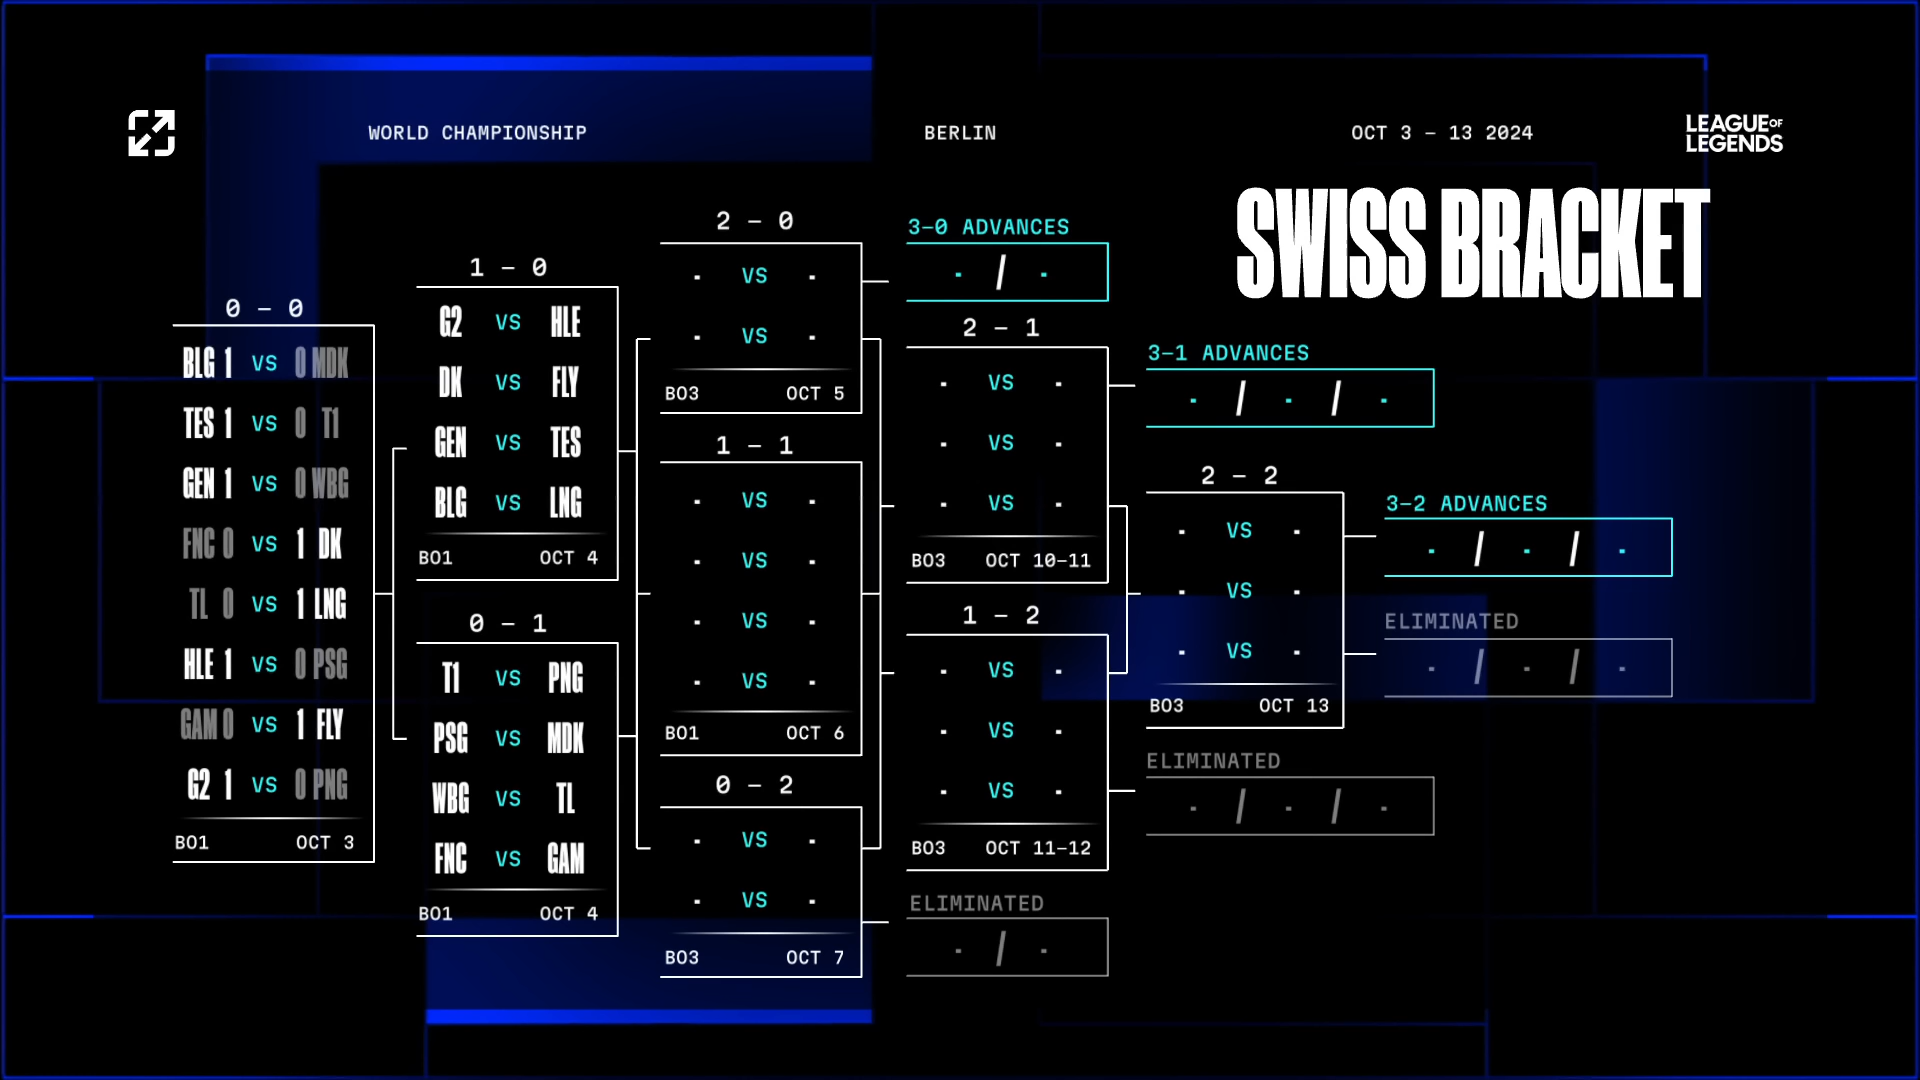 WORLD CHAMPIONSHIP
BERLIN
OCT 3 – 13 2024
LEAGUE OF
LEGENDS
SWISS BRACKET
0 – 0
BLG 1 VS 0 MDK
TES 1 VS 0 T1
GEN 1 VS 0 WBG
FNC 0 VS 1 DK
TL 0 VS 1 LNG
HLE 1 VS 0 PSG
GAM 0 VS 1 FLY
G2 1 VS 0 PNG
BO1 OCT 3
1 – 0
G2 VS HLE
DK VS FLY
GEN VS TES
BLG VS LNG
BO1 OCT 4
0 – 1
T1 VS PNG
PSG VS MDK
WBG VS TL
FNC VS GAM
BO1 OCT 4
2 – 0
- VS -
- VS -
BO3 OCT 5
1 – 1
- VS -
- VS -
- VS -
- VS -
BO1 OCT 6
0 – 2
- VS -
- VS -
BO3 OCT 7
3–0 ADVANCES
- / -
2 – 1
- VS -
- VS -
- VS -
BO3 OCT 10–11
1 – 2
- VS -
- VS -
- VS -
BO3 OCT 11–12
ELIMINATED
- / -
3–1 ADVANCES
- / - / -
2 – 2
- VS -
- VS -
- VS -
BO3 OCT 13
ELIMINATED
- / - / -
3–2 ADVANCES
- / - / -
ELIMINATED
- / - / -